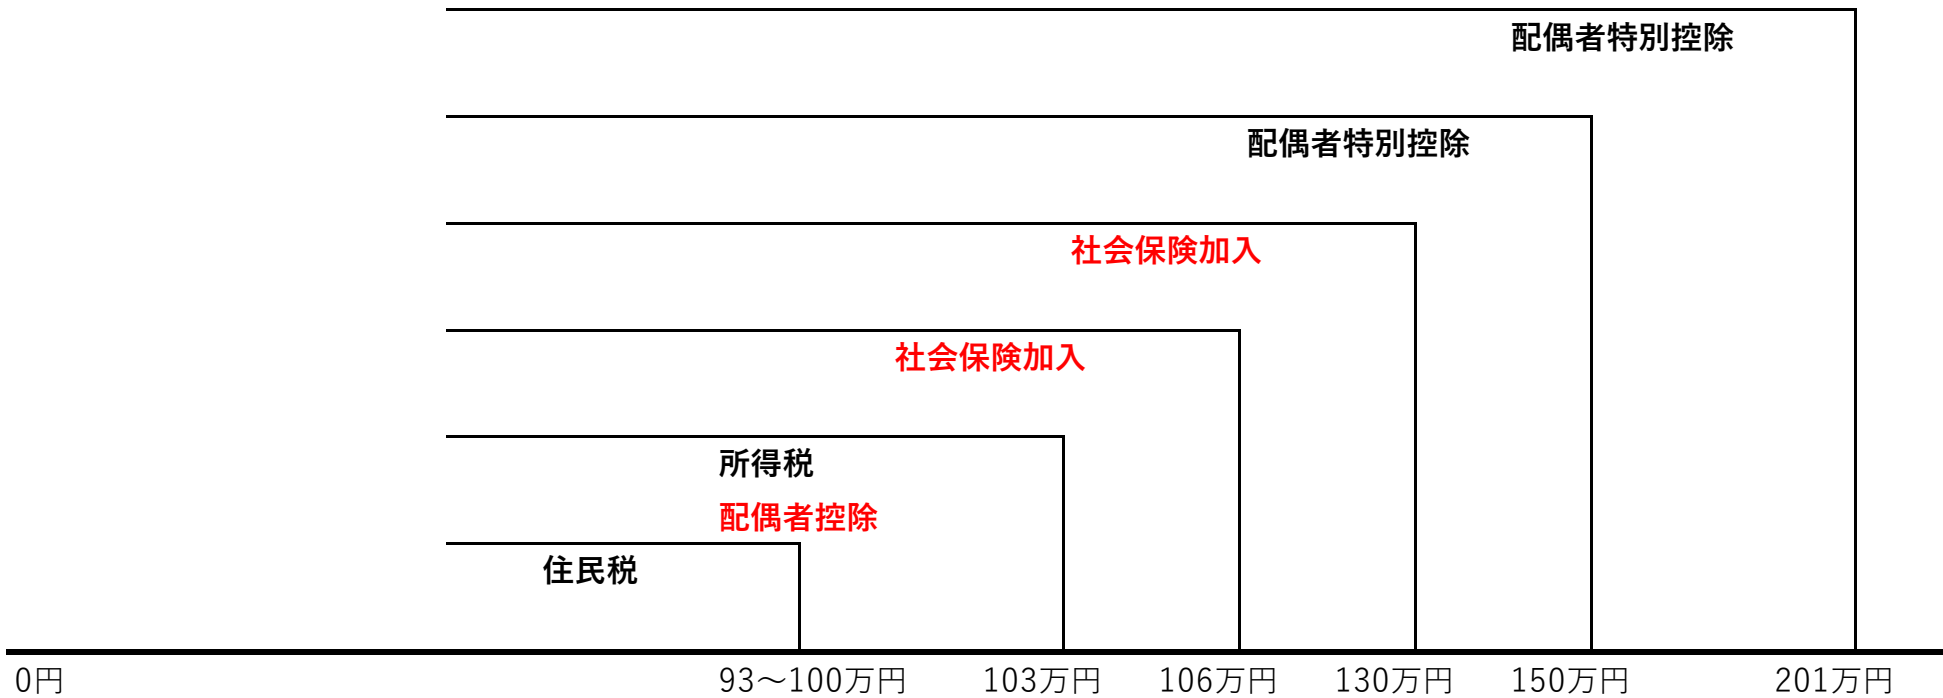 配偶者特別控除
配偶者特別控除
社会保険加入
社会保険加入
所得税
配偶者控除
住民税
0円 93～100万円 103万円 106万円 130万円 150万円 201万円